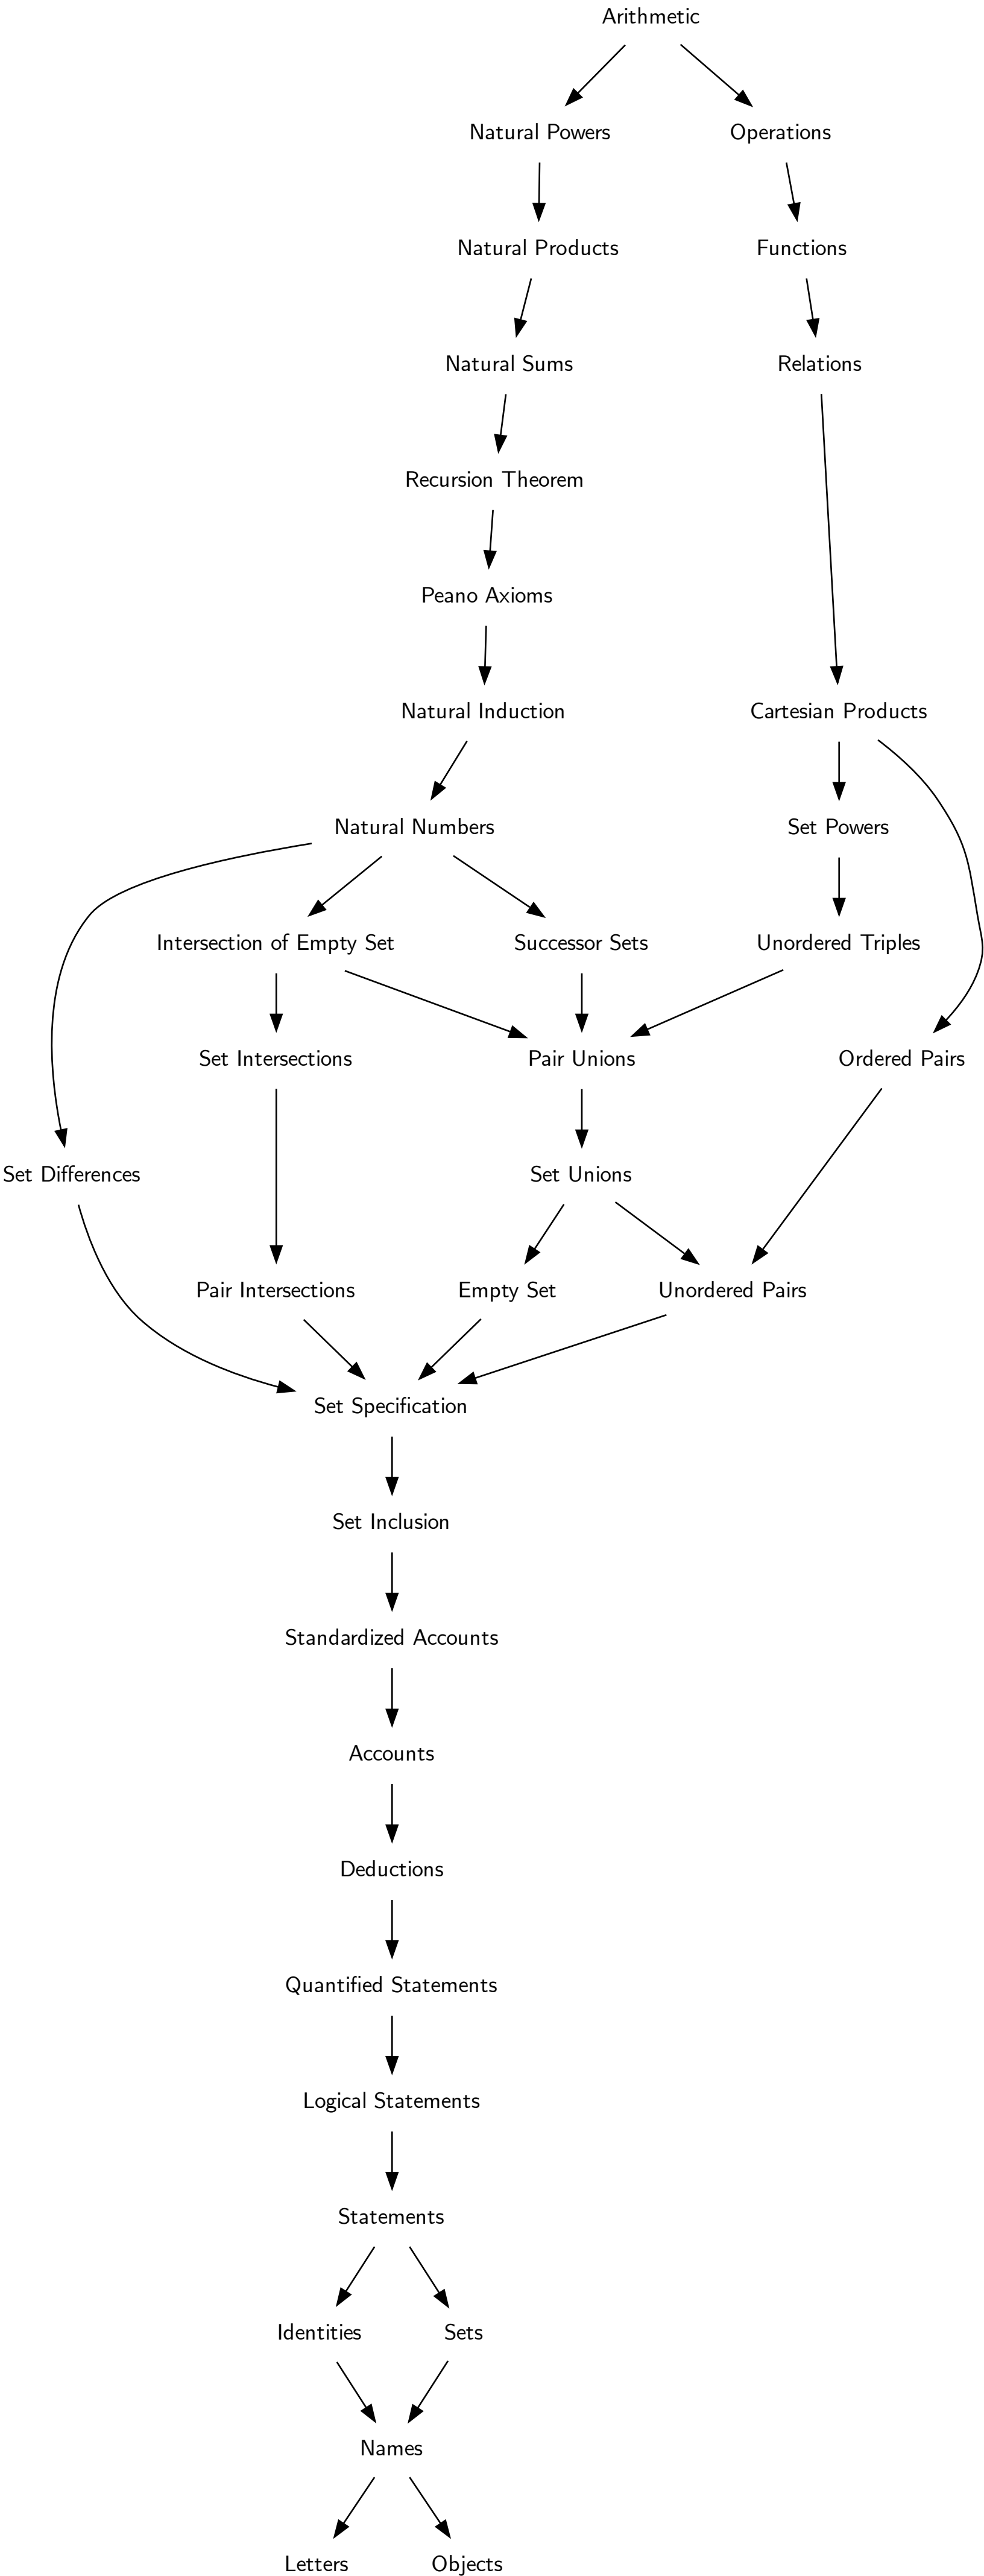 Arithmetic
Natural Powers
Operations
Natural Products
Functions
Natural Sums
Relations
Recursion Theorem
Peano Axioms
Natural Induction
Cartesian Products
Natural Numbers
Set Powers
Intersection of Empty Set
Successor Sets
Unordered Triples
Set Intersections
Pair Unions
Ordered Pairs
Set Differences
Set Unions
Pair Intersections
Empty Set
Unordered Pairs
Set Specification
Set Inclusion
Standardized Accounts
Accounts
Deductions
Quantified Statements
Logical Statements
Statements
Identities
Sets
Names
Letters
Objects